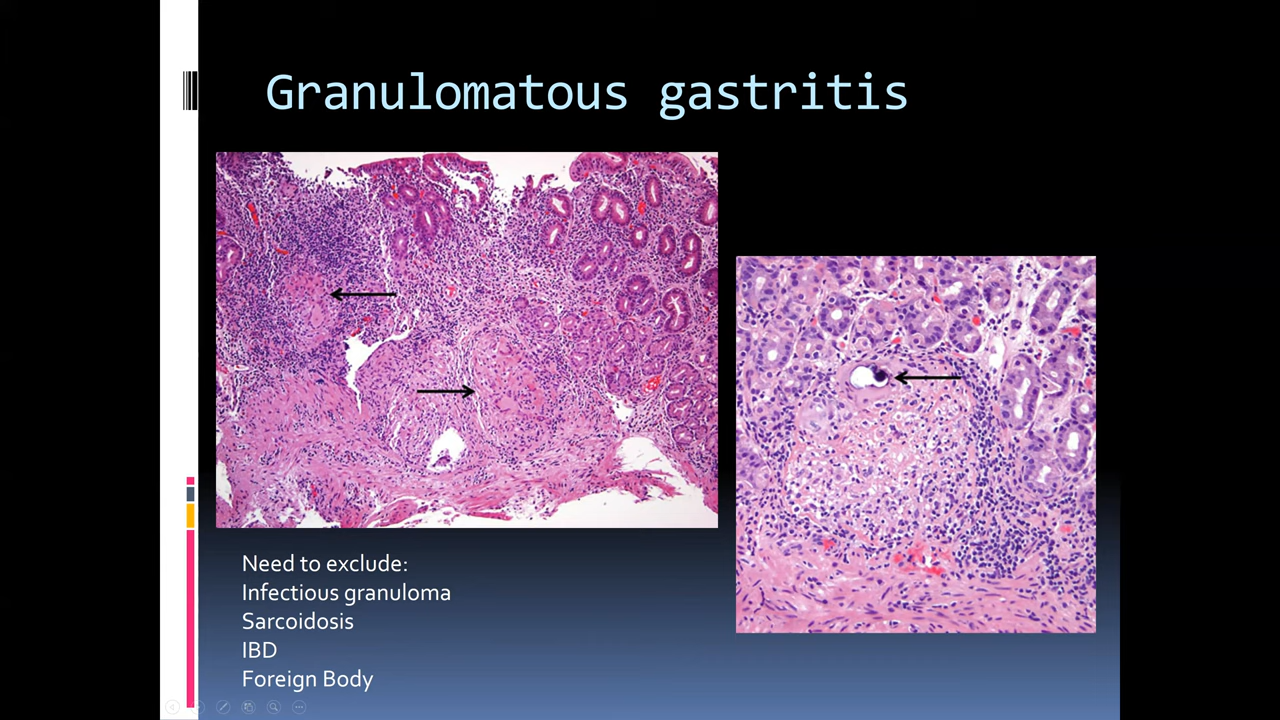 Granulomatous gastritis
Need to exclude:
Infectious granuloma
Sarcoidosis
IBD
Foreign Body